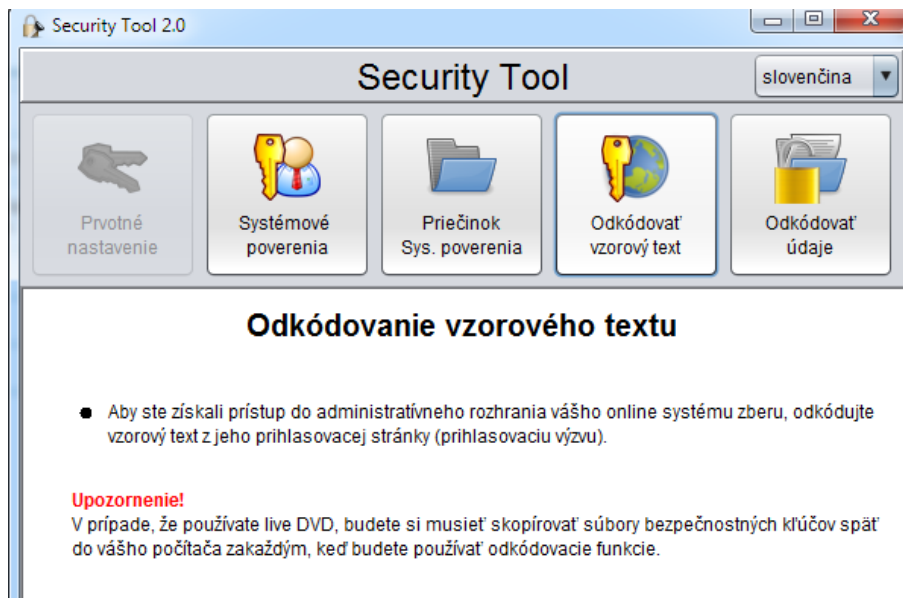 Security Tool 2.0
Security Tool
slovenčina
Prvotné
nastavenie
Systémové
poverenia
Priečinok
Sys. poverenia
Odkódovať
vzorový text
Odkódovať
údaje
Odkódovanie vzorového textu
Aby ste získali prístup do administratívneho rozhrania vášho online systému zberu, odkódujte
vzorový text z jeho prihlasovacej stránky (prihlasovaciu výzvu).
Upozornenie!
V prípade, že používate live DVD, budete si musieť skopírovať súbory bezpečnostných kľúčov späť
do vášho počítača zakaždým, keď budete používať odkódovacie funkcie.